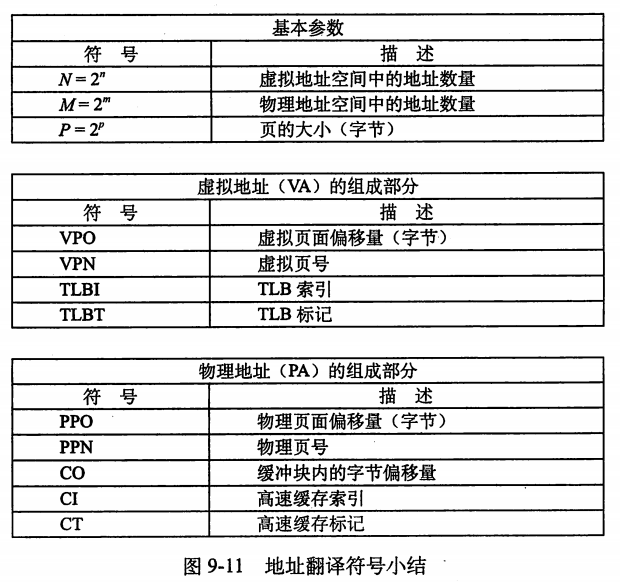 基本参数
符 号 描 述
N = 2ⁿ 虚拟地址空间中的地址数量
M = 2ᵐ 物理地址空间中的地址数量
P = 2ᵖ 页的大小（字节）
虚拟地址（VA）的组成部分
符 号 描 述
VPO 虚拟页面偏移量（字节）
VPN 虚拟页号
TLBI TLB 索引
TLBT TLB 标记
物理地址（PA）的组成部分
符 号 描 述
PPO 物理页面偏移量（字节）
PPN 物理页号
CO 缓冲块内的字节偏移量
CI 高速缓存索引
CT 高速缓存标记
图 9-11 地址翻译符号小结